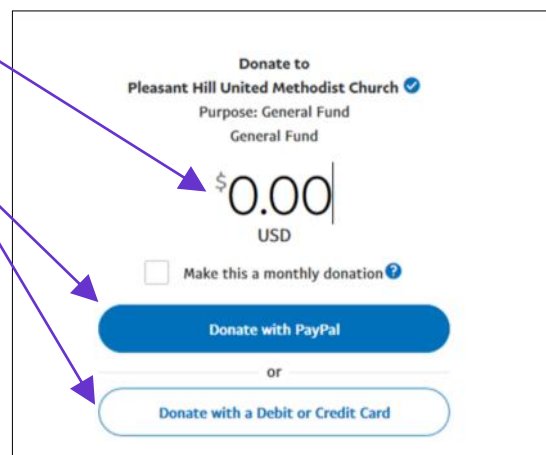 Donate to
Pleasant Hill United Methodist Church
Purpose: General Fund
General Fund
$0.00
USD
Make this a monthly donation ?
Donate with PayPal
or
Donate with a Debit or Credit Card